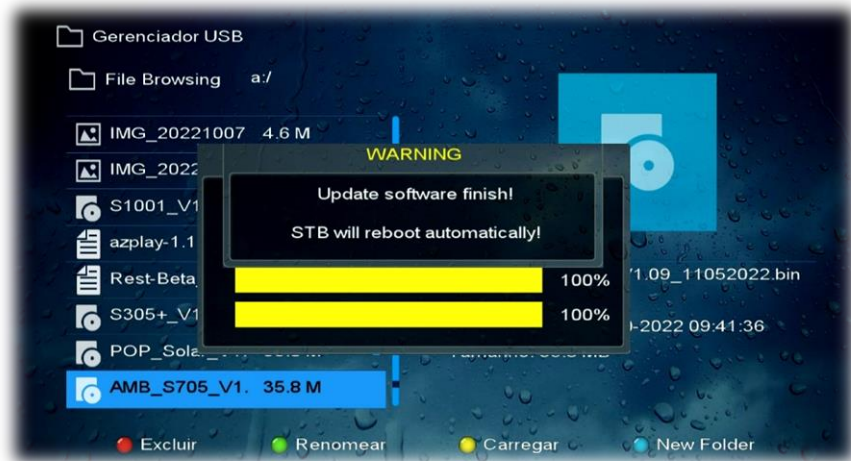 Gerenciador USB
File Browsing a:/
IMG_20221007 4.6 M
IMG_2022
S1001_V1
azplay-1.1
Rest-Beta
S305+_V1
POP_Sola
AMB_S705_V1. 35.8 M
WARNING
Update software finish!
STB will reboot automatically!
100%
100%
1.09_11052022.bin
-2022 09:41:36
Excluir Renomear Carregar New Folder